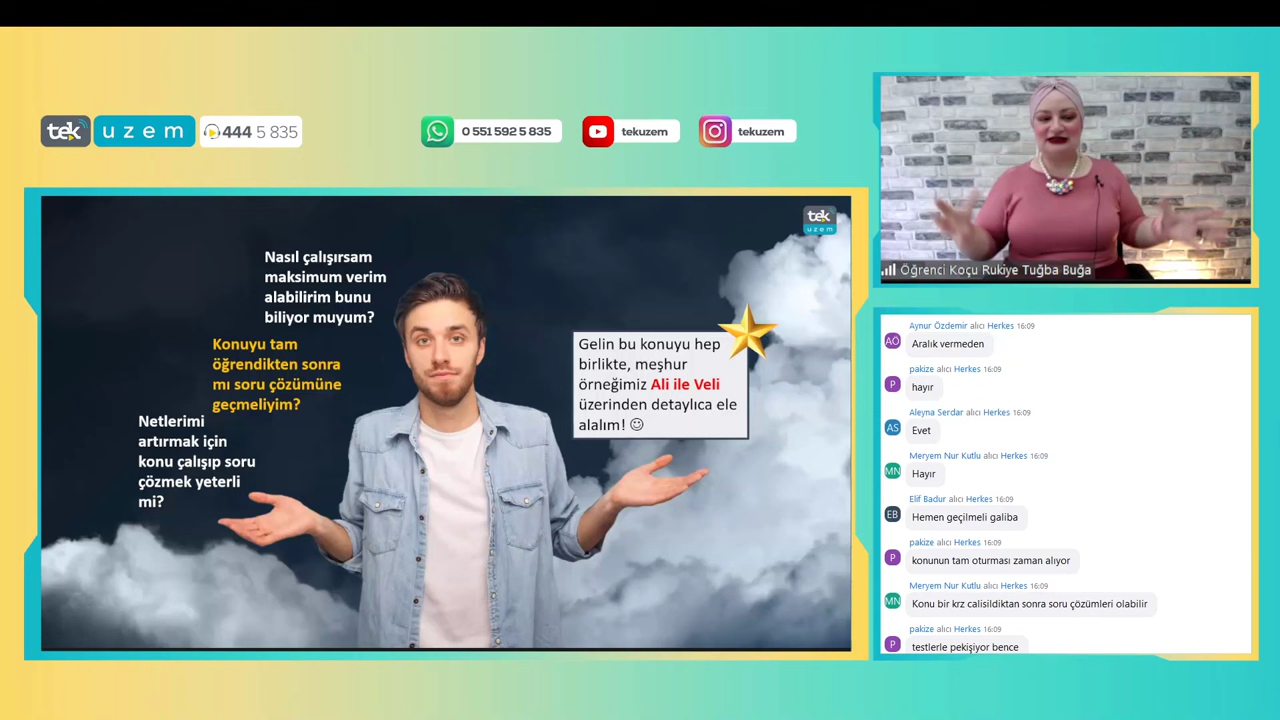 tek uzem 444 5 835
0 551 592 5 835
tekuzem
tekuzem
tek
uzem
Nasıl çalışırsam
maksimum verim
alabilirim bunu
biliyor muyum?
Konuyu tam
öğrendikten sonra
mı soru çözümüne
geçmeliyim?
Netlerimi
artırmak için
konu çalışıp soru
çözmek yeterli
mi?
Gelin bu konuyu hep
birlikte, meşhur
örneğimiz Ali ile Veli
üzerinden detaylıca ele
alalım! ☺
Öğrenci Koçu Rukiye Tuğba Buğa
Aynur Özdemir alıcı Herkes 16:09
AÖ
Aralık vermeden
pakize alıcı Herkes 16:09
P
hayır
Aleyna Serdar alıcı Herkes 16:09
AS
Evet
Meryem Nur Kutlu alıcı Herkes 16:09
MN
Hayır
Elif Badur alıcı Herkes 16:09
EB
Hemen geçilmeli galiba
pakize alıcı Herkes 16:09
P
konunun tam oturması zaman alıyor
Meryem Nur Kutlu alıcı Herkes 16:09
MN
Konu bir krz calisildiktan sonra soru çözümleri olabilir
pakize alıcı Herkes 16:09
P
testlerle pekişiyor bence